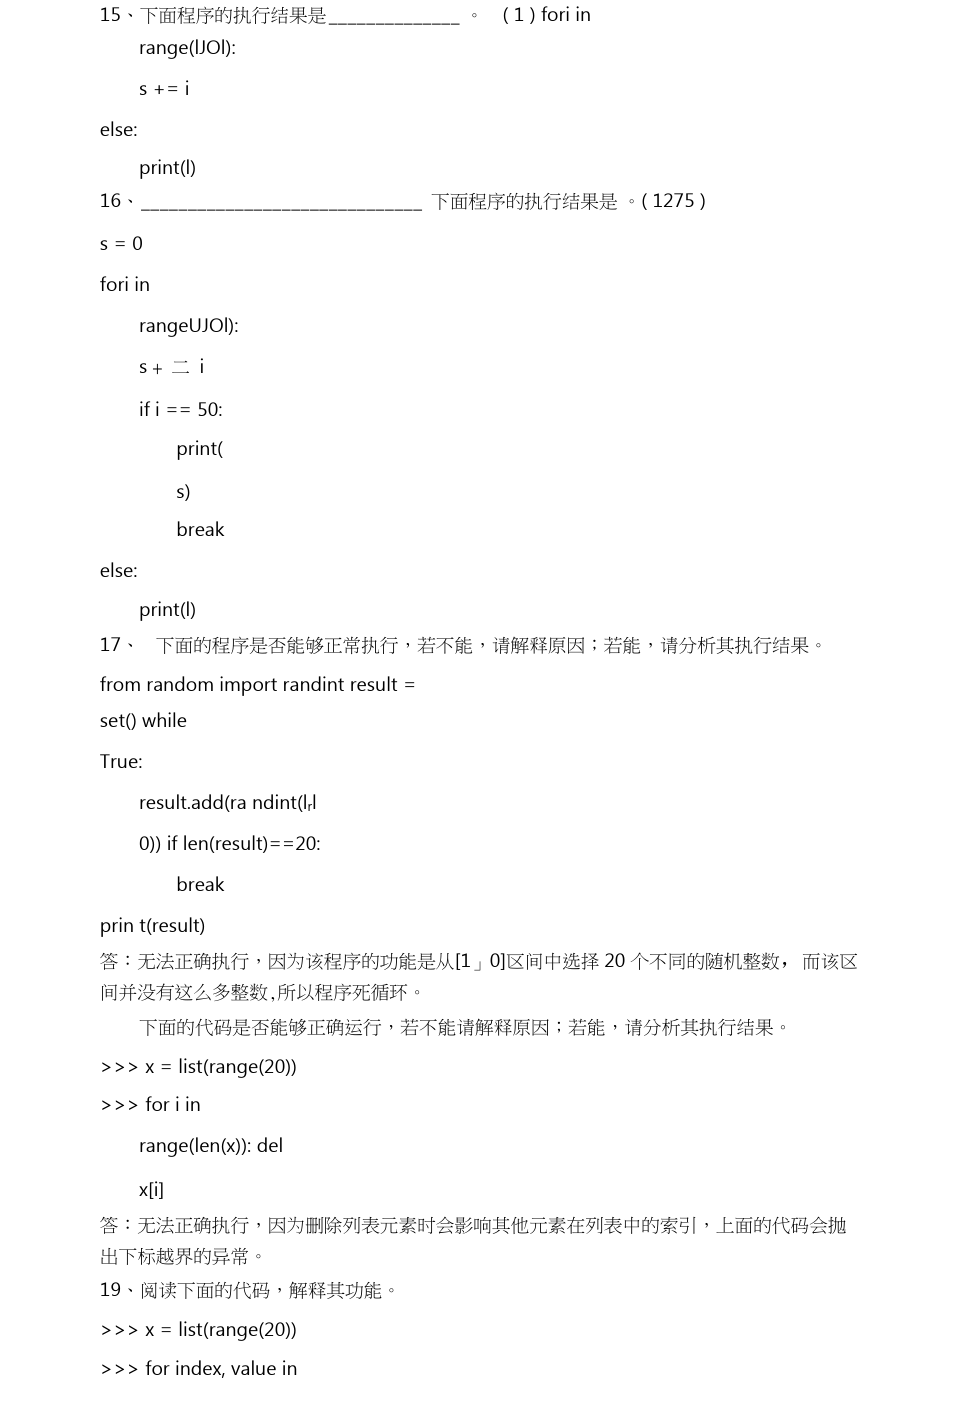 15、下面程序的执行结果是______________ 。 ( 1 ) fori in
range(lJOl):
s += i
else:
print(l)
16、______________________________ 下面程序的执行结果是 。( 1275 )
s = 0
fori in
rangeUJOl):
s + 二 i
if i == 50:
print(
s)
break
else:
print(l)
17、 下面的程序是否能够正常执行，若不能，请解释原因；若能，请分析其执行结果。
from random import randint result =
set() while
True:
result.add(ra ndint(lrl
0)) if len(result)==20:
break
prin t(result)
答：无法正确执行，因为该程序的功能是从[1」0]区间中选择 20 个不同的随机整数，而该区
间并没有这么多整数,所以程序死循环。
下面的代码是否能够正确运行，若不能请解释原因；若能，请分析其执行结果。
>>> x = list(range(20))
>>> for i in
range(len(x)): del
x[i]
答：无法正确执行，因为删除列表元素时会影响其他元素在列表中的索引，上面的代码会抛
出下标越界的异常。
19、阅读下面的代码，解释其功能。
>>> x = list(range(20))
>>> for index, value in